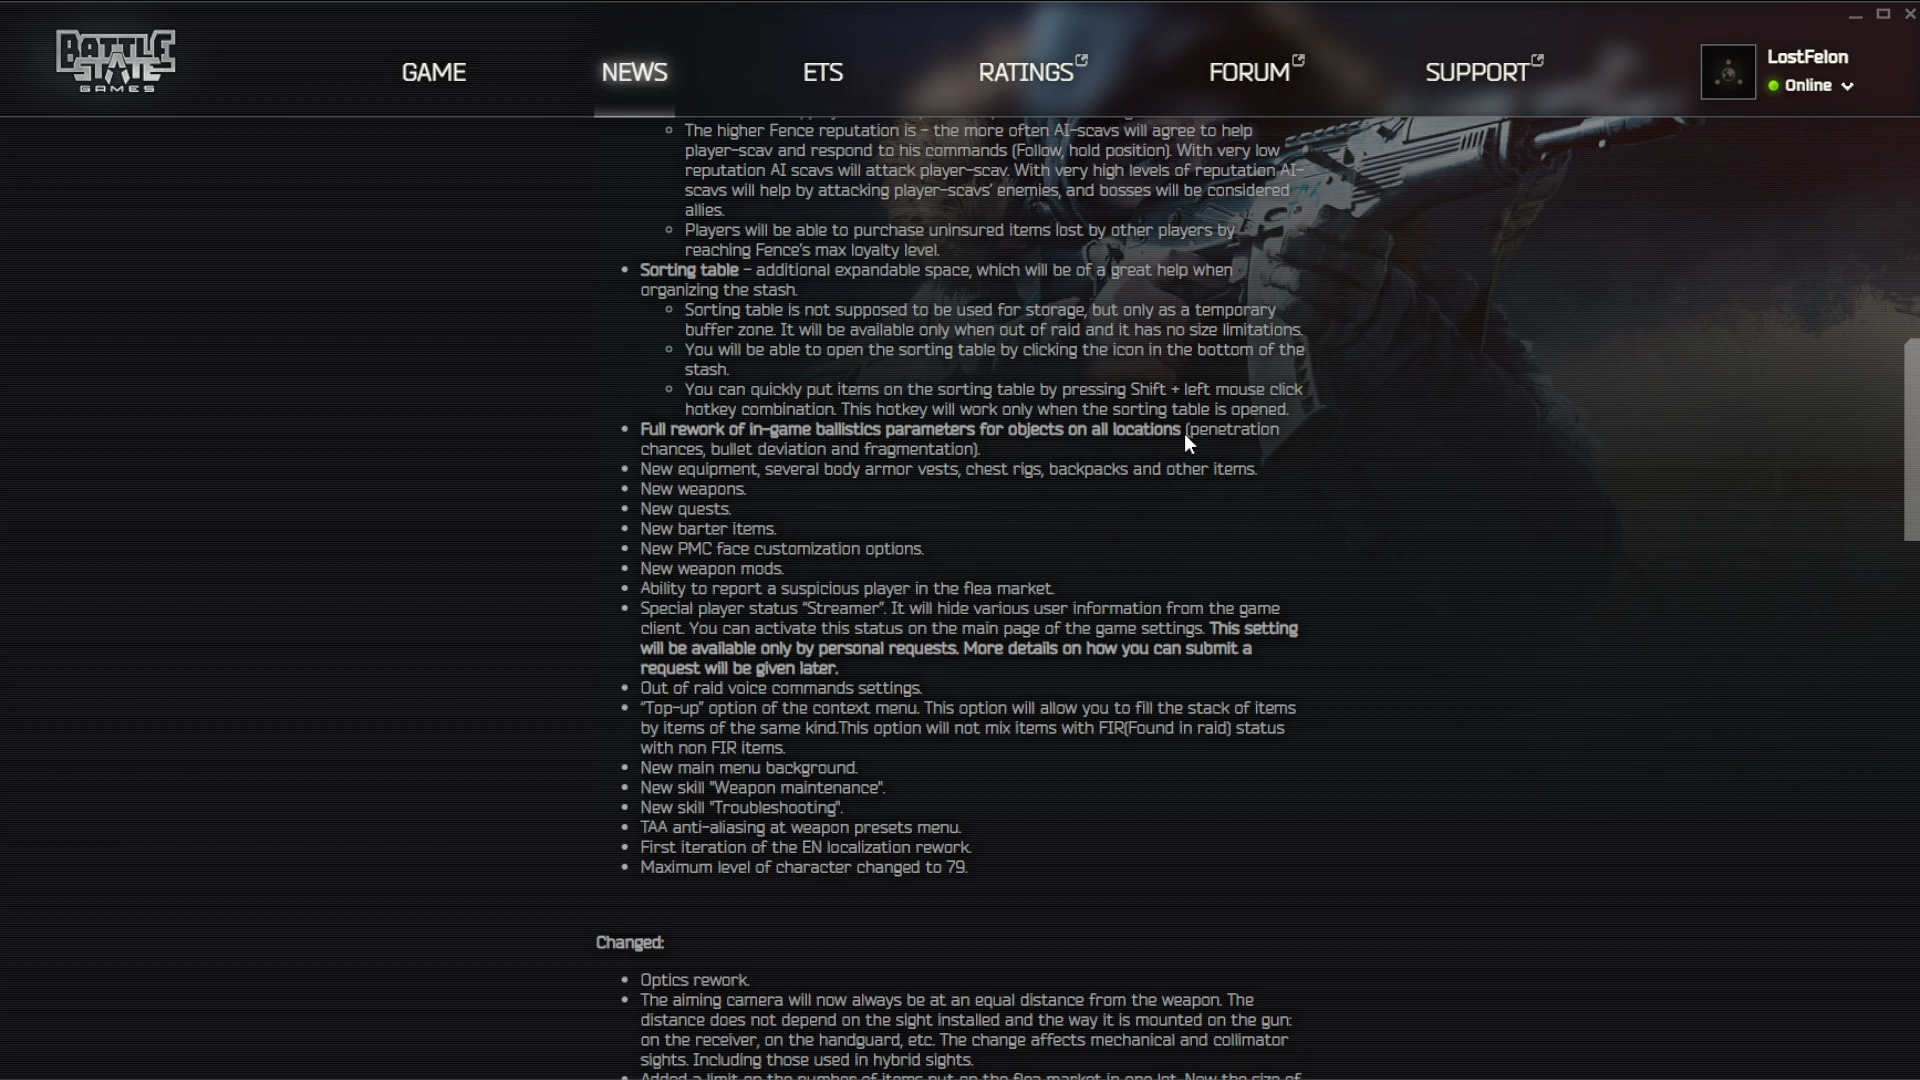 BATTLE
STATE
GAMES
GAME
NEWS
ETS
RATINGS
FORUM
SUPPORT
LostFelon
Online
The higher Fence reputation is – the more often AI-scavs will agree to help
player-scav and respond to his commands (Follow, hold position). With very low
reputation AI scavs will attack player-scav. With very high levels of reputation AI-
scavs will help by attacking player-scavs' enemies, and bosses will be considered
allies.
Players will be able to purchase uninsured items lost by other players by
reaching Fence's max loyalty level.
Sorting table – additional expandable space, which will be of a great help when
organizing the stash.
Sorting table is not supposed to be used for storage, but only as a temporary
buffer zone. It will be available only when out of raid and it has no size limitations.
You will be able to open the sorting table by clicking the icon in the bottom of the
stash.
You can quickly put items on the sorting table by pressing Shift + left mouse click
hotkey combination. This hotkey will work only when the sorting table is opened.
Full rework of in-game ballistics parameters for objects on all locations (penetration
chances, bullet deviation and fragmentation).
New equipment, several body armor vests, chest rigs, backpacks and other items.
New weapons.
New quests.
New barter items.
New PMC face customization options.
New weapon mods.
Ability to report a suspicious player in the flea market.
Special player status "Streamer". It will hide various user information from the game
client. You can activate this status on the main page of the game settings. This setting
will be available only by personal requests. More details on how you can submit a
request will be given later.
Out of raid voice commands settings.
"Top-up" option of the context menu. This option will allow you to fill the stack of items
by items of the same kind.This option will not mix items with FIR(Found in raid) status
with non FIR items.
New main menu background.
New skill "Weapon maintenance".
New skill "Troubleshooting".
TAA anti-aliasing at weapon presets menu.
First iteration of the EN localization rework.
Maximum level of character changed to 79.
Changed:
Optics rework.
The aiming camera will now always be at an equal distance from the weapon. The
distance does not depend on the sight installed and the way it is mounted on the gun:
on the receiver, on the handguard, etc. The change affects mechanical and collimator
sights. Including those used in hybrid sights.
Added a limit on the number of items put on the flea market in one lot. Now the size of